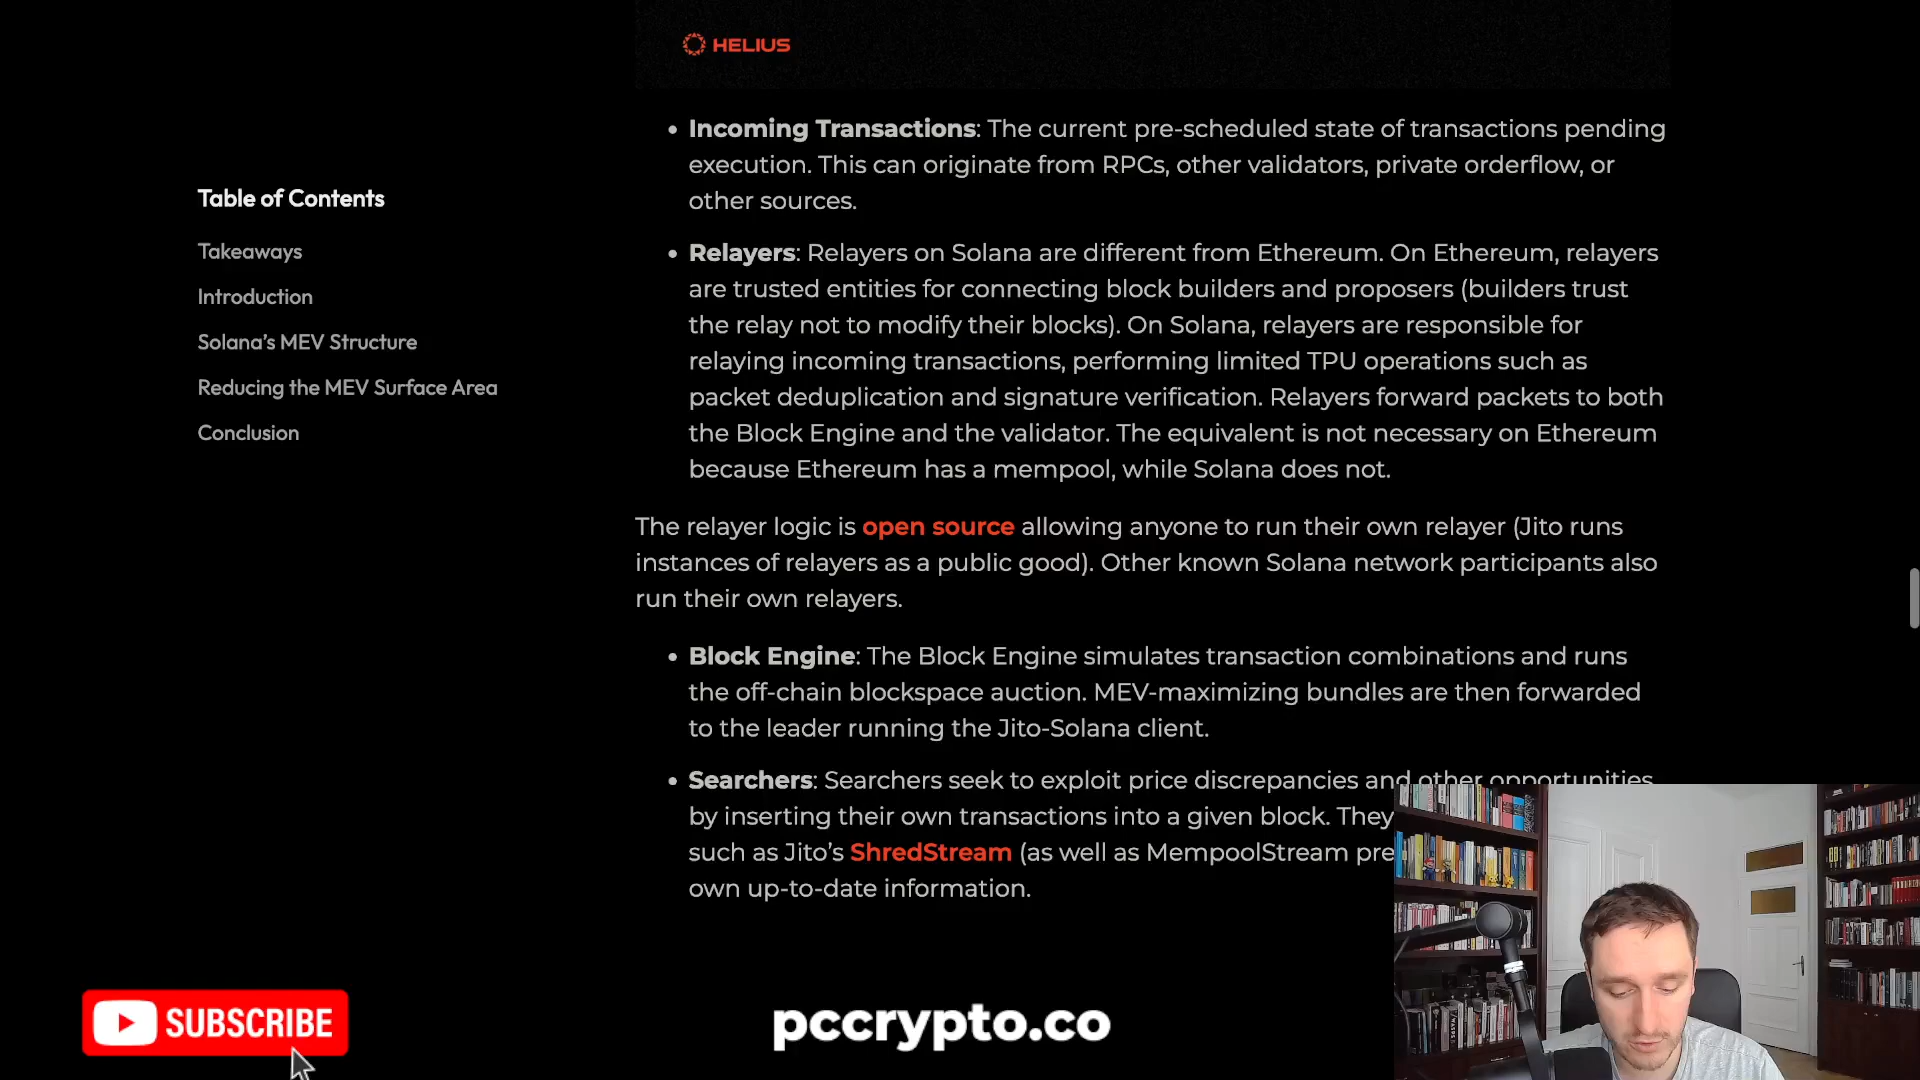 HELIUS
• Incoming Transactions: The current pre-scheduled state of transactions pending
execution. This can originate from RPCs, other validators, private orderflow, or
other sources.
Table of Contents
Takeaways
Introduction
Solana’s MEV Structure
Reducing the MEV Surface Area
Conclusion
• Relayers: Relayers on Solana are different from Ethereum. On Ethereum, relayers
are trusted entities for connecting block builders and proposers (builders trust
the relay not to modify their blocks). On Solana, relayers are responsible for
relaying incoming transactions, performing limited TPU operations such as
packet deduplication and signature verification. Relayers forward packets to both
the Block Engine and the validator. The equivalent is not necessary on Ethereum
because Ethereum has a mempool, while Solana does not.
The relayer logic is open source allowing anyone to run their own relayer (Jito runs
instances of relayers as a public good). Other known Solana network participants also
run their own relayers.
• Block Engine: The Block Engine simulates transaction combinations and runs
the off-chain blockspace auction. MEV-maximizing bundles are then forwarded
to the leader running the Jito-Solana client.
• Searchers: Searchers seek to exploit price discrepancies and other opportunities
by inserting their own transactions into a given block. They
such as Jito’s ShredStream (as well as MempoolStream pre
own up-to-date information.
SUBSCRIBE
pccrypto.co